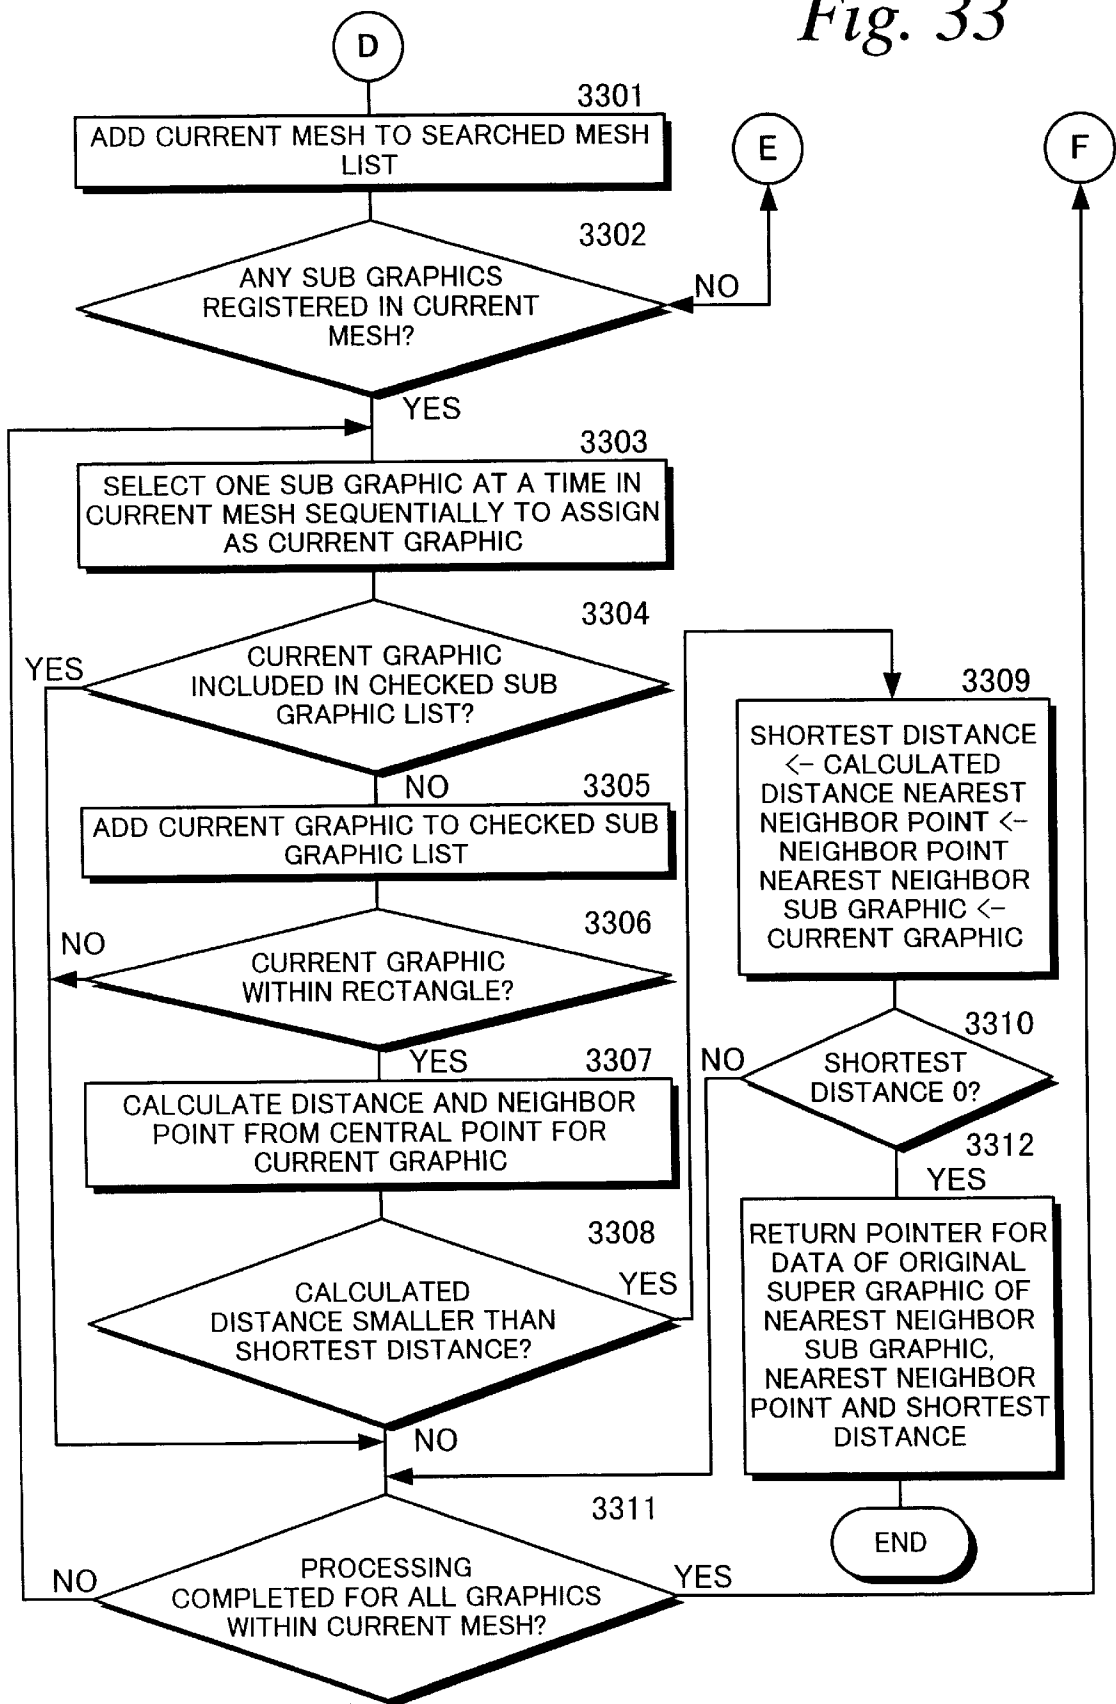 Fig. 33
D
3301
ADD CURRENT MESH TO SEARCHED MESH
LIST
E
F
3302
ANY SUB GRAPHICS
REGISTERED IN CURRENT
MESH?
NO
YES
3303
SELECT ONE SUB GRAPHIC AT A TIME IN
CURRENT MESH SEQUENTIALLY TO ASSIGN
AS CURRENT GRAPHIC
3304
CURRENT GRAPHIC
INCLUDED IN CHECKED SUB
GRAPHIC LIST?
YES
NO
3305
ADD CURRENT GRAPHIC TO CHECKED SUB
GRAPHIC LIST
3306
CURRENT GRAPHIC
WITHIN RECTANGLE?
NO
YES
3307
CALCULATE DISTANCE AND NEIGHBOR
POINT FROM CENTRAL POINT FOR
CURRENT GRAPHIC
3308
CALCULATED
DISTANCE SMALLER THAN
SHORTEST DISTANCE?
YES
NO
3309
SHORTEST DISTANCE
<- CALCULATED
DISTANCE NEAREST
NEIGHBOR POINT <-
NEIGHBOR POINT
NEAREST NEIGHBOR
SUB GRAPHIC <-
CURRENT GRAPHIC
3310
SHORTEST
DISTANCE 0?
NO
YES
3312
RETURN POINTER FOR
DATA OF ORIGINAL
SUPER GRAPHIC OF
NEAREST NEIGHBOR
SUB GRAPHIC,
NEAREST NEIGHBOR
POINT AND SHORTEST
DISTANCE
END
3311
PROCESSING
COMPLETED FOR ALL GRAPHICS
WITHIN CURRENT MESH?
NO
YES